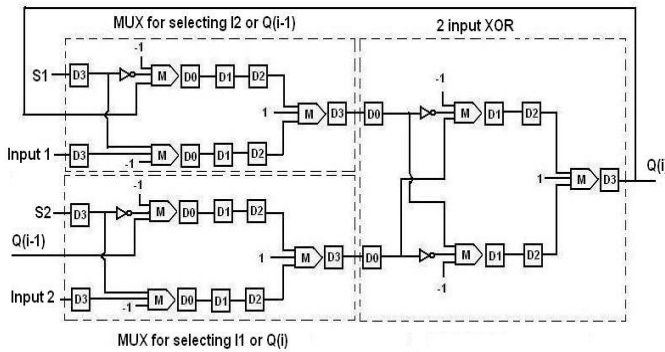 MUX for selecting I2 or Q(i-1)
2 input XOR
-1
S1 D3 M D0 D1 D2
-1
1 M D3 D0 M D1 D2
Input 1 D3 M D0 D1 D2
-1
Q(i
1 M D3
-1
S2 D3 M D0 D1 D2
Q(i-1)
1 M D3 D0 M D1 D2
-1
Input 2 D3 M D0 D1 D2
-1
MUX for selecting I1 or Q(i)